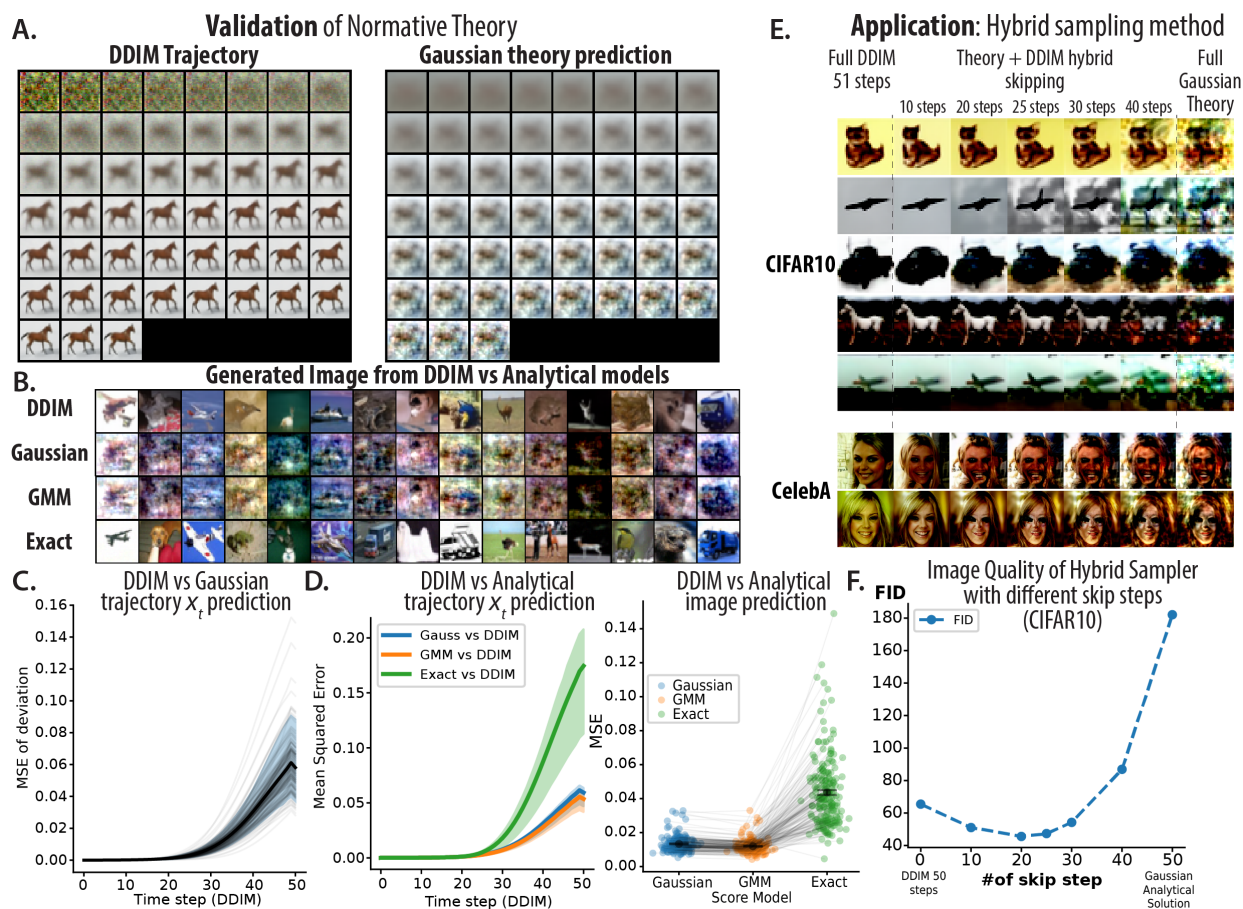 A.
Validation of Normative Theory
DDIM Trajectory
Gaussian theory prediction
B.
Generated Image from DDIM vs Analytical models
DDIM
Gaussian
GMM
Exact
C.
DDIM vs Gaussian
trajectory xt prediction
MSE of deviation
0.16
0.14
0.12
0.10
0.08
0.06
0.04
0.02
0.00
0 10 20 30 40 50
Time step (DDIM)
D.
DDIM vs Analytical
trajectory xt prediction
Mean Squared Error
0.20
0.15
0.10
0.05
0.00
Gauss vs DDIM
GMM vs DDIM
Exact vs DDIM
0 10 20 30 40 50
Time step (DDIM)
DDIM vs Analytical
image prediction
MSE
0.14
0.12
0.10
0.08
0.06
0.04
0.02
0.00
Gaussian
GMM
Exact
Gaussian GMM Exact
Score Model
E.
Application: Hybrid sampling method
Full DDIM
51 steps
Theory + DDIM hybrid
skipping
Full
Gaussian
Theory
10 steps 20 steps 25 steps 30 steps 40 steps
CIFAR10
CelebA
F.
Image Quality of Hybrid Sampler
with different skip steps
(CIFAR10)
FID
FID
180
160
140
120
100
80
60
40
0 10 20 30 40 50
DDIM 50
steps
#of skip step
Gaussian
Analytical
Solution